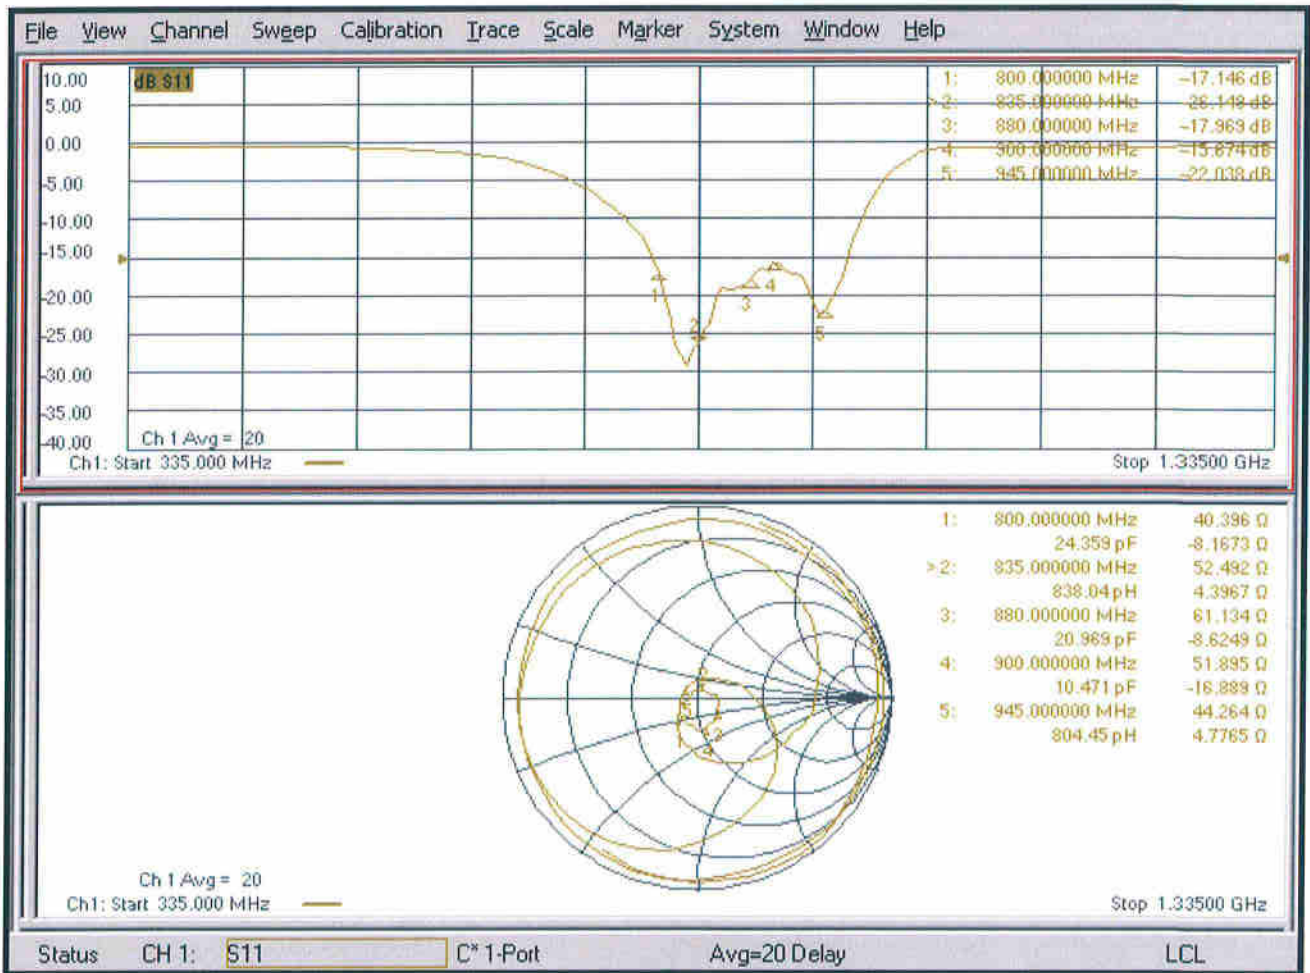 File View Channel Sweep Calibration Trace Scale Marker System Window Help
10.00 dB S11 1: 800.000000 MHz -17.146 dB
5.00 >2: 835.000000 MHz -26.148 dB
0.00 3: 880.000000 MHz -17.969 dB
4: 900.000000 MHz -15.674 dB
-5.00 5: 945.000000 MHz -22.038 dB
-10.00
-15.00
-20.00
-25.00
-30.00
-35.00
-40.00
1
2
3
4
5
Ch 1 Avg = 20
Ch1: Start 335.000 MHz Stop 1.33500 GHz
1: 800.000000 MHz 40.396 Ω
24.359 pF -8.1673 Ω
>2: 835.000000 MHz 52.492 Ω
838.04 pH 4.3967 Ω
3: 880.000000 MHz 61.134 Ω
20.969 pF -8.6249 Ω
4: 900.000000 MHz 51.895 Ω
10.471 pF -16.889 Ω
5: 945.000000 MHz 44.264 Ω
804.45 pH 4.7765 Ω
Ch 1 Avg = 20
Ch1: Start 335.000 MHz Stop 1.33500 GHz
Status CH 1: S11 C* 1-Port Avg=20 Delay LCL